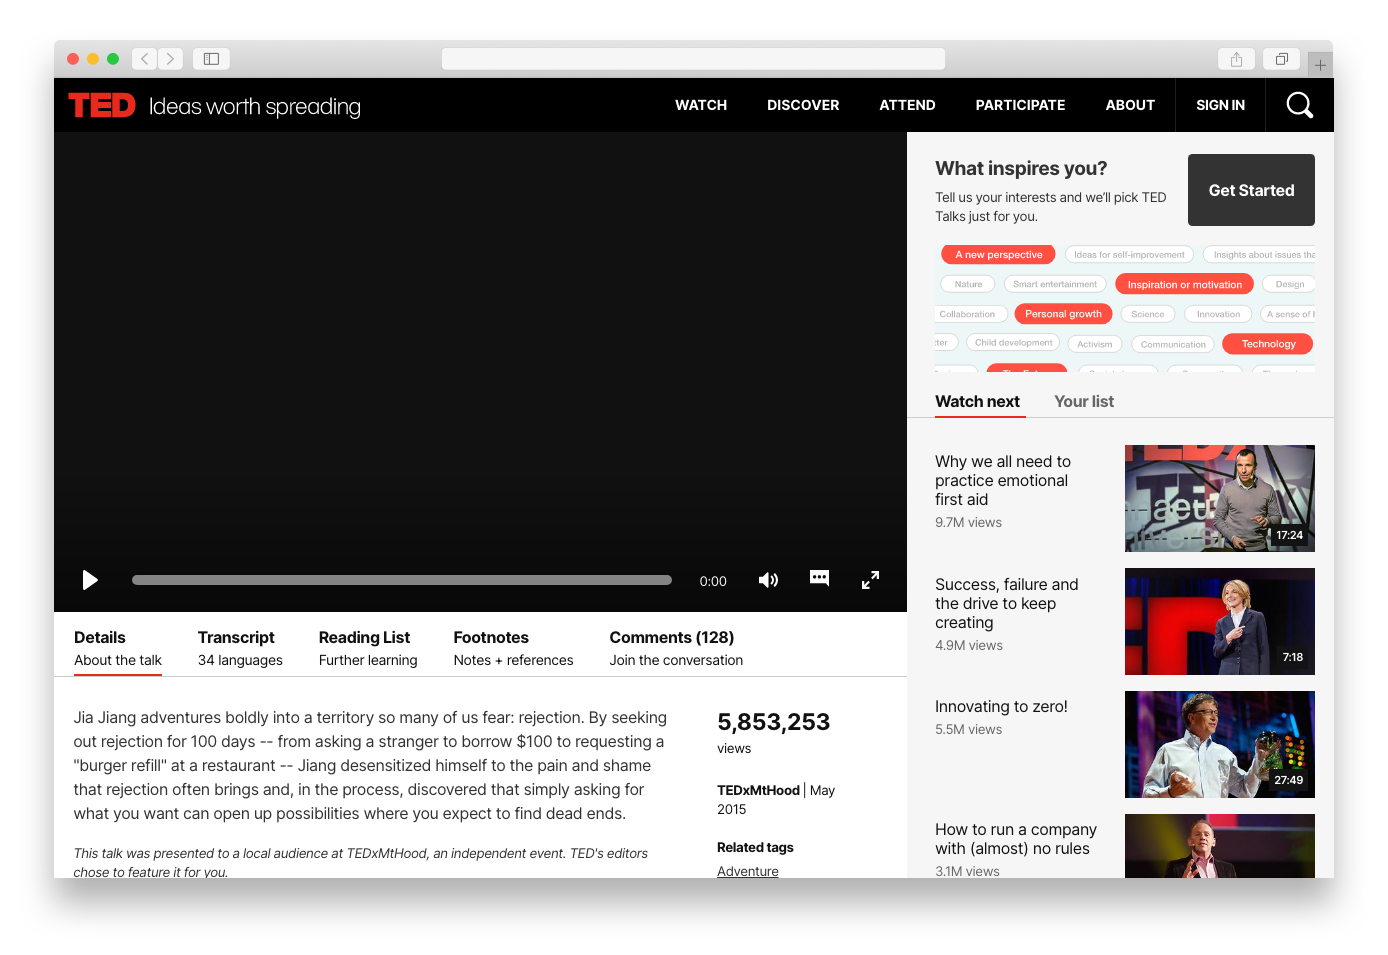 TED Ideas worth spreading
WATCH DISCOVER ATTEND PARTICIPATE ABOUT SIGN IN
0:00
Details Transcript Reading List Footnotes Comments (128)
About the talk 34 languages Further learning Notes + references Join the conversation
Jia Jiang adventures boldly into a territory so many of us fear: rejection. By seeking
out rejection for 100 days -- from asking a stranger to borrow $100 to requesting a
"burger refill" at a restaurant -- Jiang desensitized himself to the pain and shame
that rejection often brings and, in the process, discovered that simply asking for
what you want can open up possibilities where you expect to find dead ends.
This talk was presented to a local audience at TEDxMtHood, an independent event. TED's editors
chose to feature it for you.
5,853,253
views
TEDxMtHood | May
2015
Related tags
Adventure
What inspires you?
Tell us your interests and we'll pick TED
Talks just for you.
Get Started
A new perspective Ideas for self-improvement Insights about issues tha
Nature Smart entertainment Inspiration or motivation Design
Collaboration Personal growth Science Innovation A sense of
tter Child development Activism Communication Technology
Watch next Your list
Why we all need to
practice emotional
first aid
9.7M views
17:24
Success, failure and
the drive to keep
creating
4.9M views
7:18
Innovating to zero!
5.5M views
27:49
How to run a company
with (almost) no rules
3.1M views